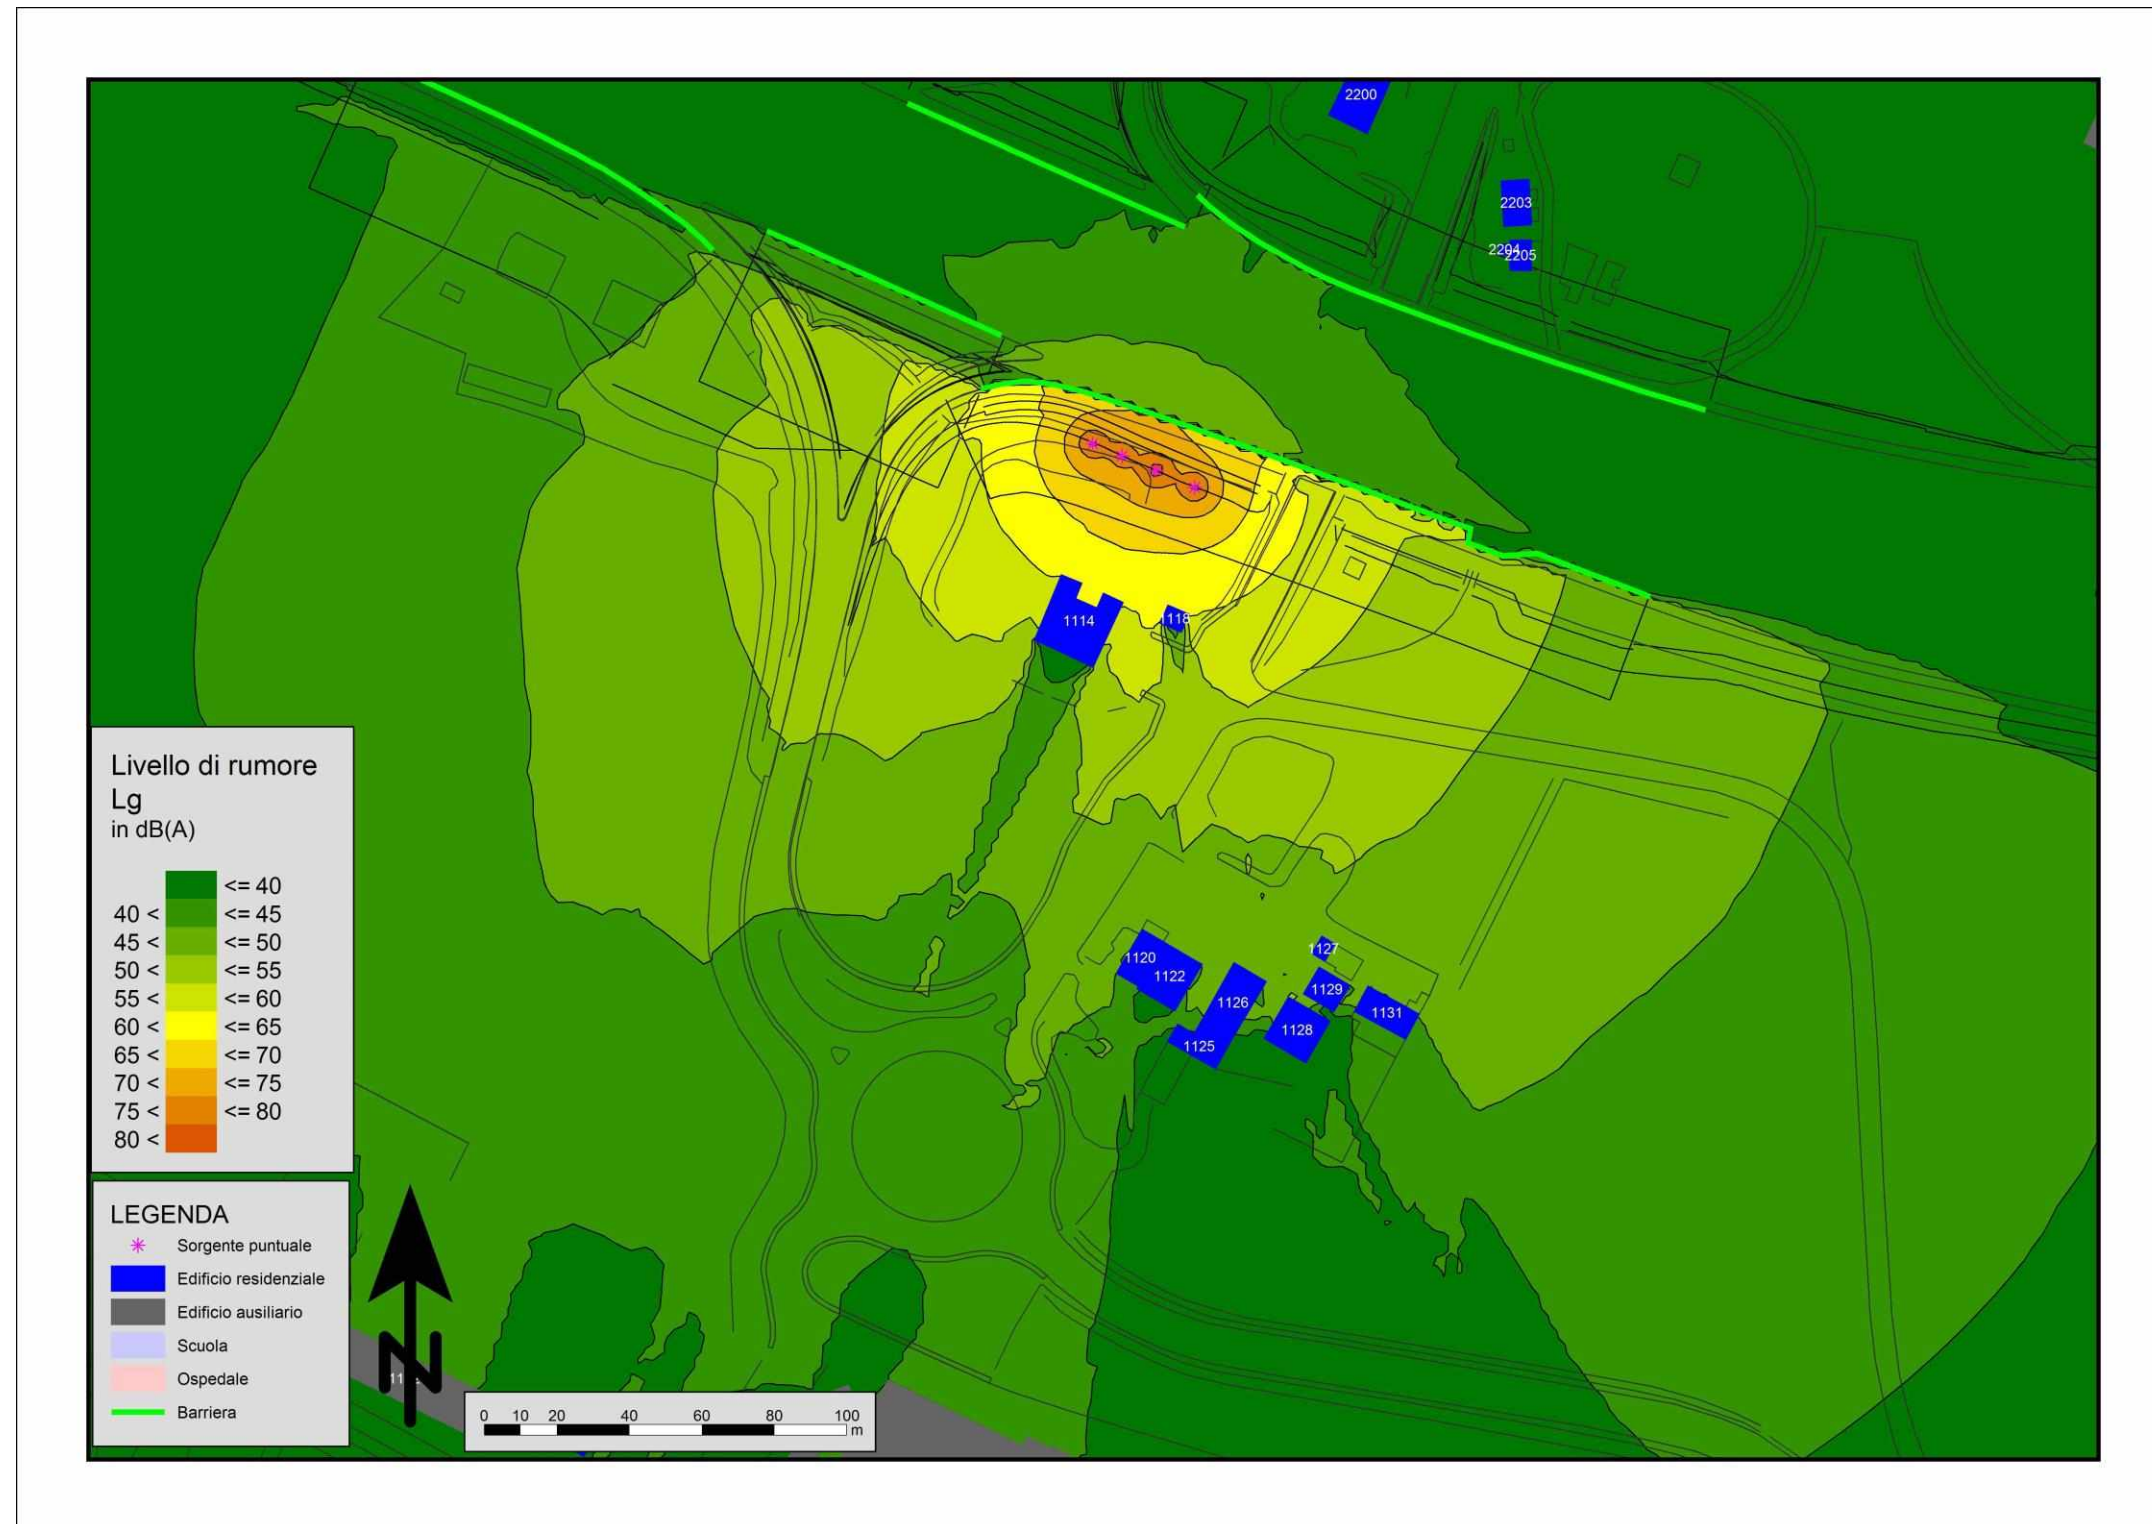 2200
2203
2204
2205
1114
1118
Livello di rumore
Lg
in dB(A)
<= 40
40 < <= 45
45 < <= 50
50 < <= 55
55 < <= 60
60 < <= 65
65 < <= 70
70 < <= 75
75 < <= 80
80 <
1127
1120
1122
1129
1126
1131
1128
1125
LEGENDA
Sorgente puntuale
Edificio residenziale
Edificio ausiliario
Scuola
Ospedale
Barriera
N
0 10 20 40 60 80 100
m